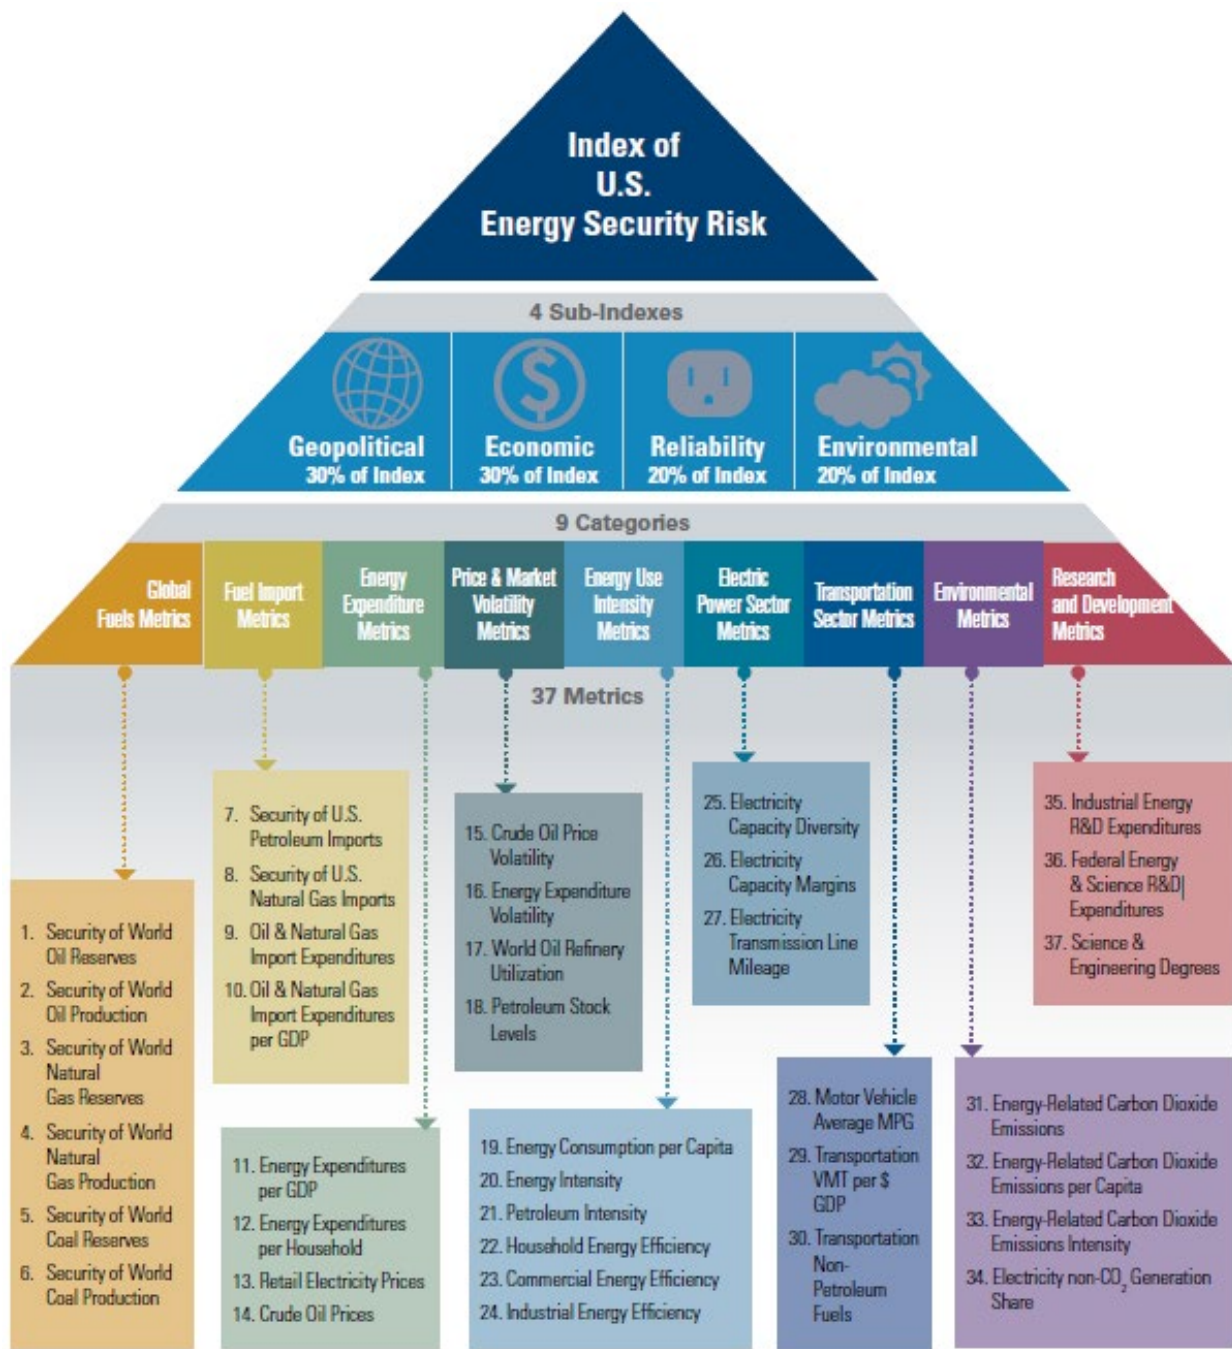 Index of
U.S.
Energy Security Risk
4 Sub-Indexes
Geopolitical
30% of Index
Economic
30% of Index
Reliability
20% of Index
Environmental
20% of Index
9 Categories
Global
Fuels Metrics
Fuel Import
Metrics
Energy
Expenditure
Metrics
Price & Market
Volatility
Metrics
Energy Use
Intensity
Metrics
Electric
Power Sector
Metrics
Transportation
Sector Metrics
Environmental
Metrics
Research
and Development
Metrics
37 Metrics
1. Security of World
Oil Reserves
2. Security of World
Oil Production
3. Security of World
Natural
Gas Reserves
4. Security of World
Natural
Gas Production
5. Security of World
Coal Reserves
6. Security of World
Coal Production
7. Security of U.S.
Petroleum Imports
8. Security of U.S.
Natural Gas Imports
9. Oil & Natural Gas
Import Expenditures
10. Oil & Natural Gas
Import Expenditures
per GDP
11. Energy Expenditures
per GDP
12. Energy Expenditures
per Household
13. Retail Electricity Prices
14. Crude Oil Prices
15. Crude Oil Price
Volatility
16. Energy Expenditure
Volatility
17. World Oil Refinery
Utilization
18. Petroleum Stock
Levels
19. Energy Consumption per Capita
20. Energy Intensity
21. Petroleum Intensity
22. Household Energy Efficiency
23. Commercial Energy Efficiency
24. Industrial Energy Efficiency
25. Electricity
Capacity Diversity
26. Electricity
Capacity Margins
27. Electricity
Transmission Line
Mileage
28. Motor Vehicle
Average MPG
29. Transportation
VMT per $
GDP
30. Transportation
Non-
Petroleum
Fuels
31. Energy-Related Carbon Dioxide
Emissions
32. Energy-Related Carbon Dioxide
Emissions per Capita
33. Energy-Related Carbon Dioxide
Emissions Intensity
34. Electricity non-CO₂ Generation
Share
35. Industrial Energy
R&D Expenditures
36. Federal Energy
& Science R&D
Expenditures
37. Science &
Engineering Degrees